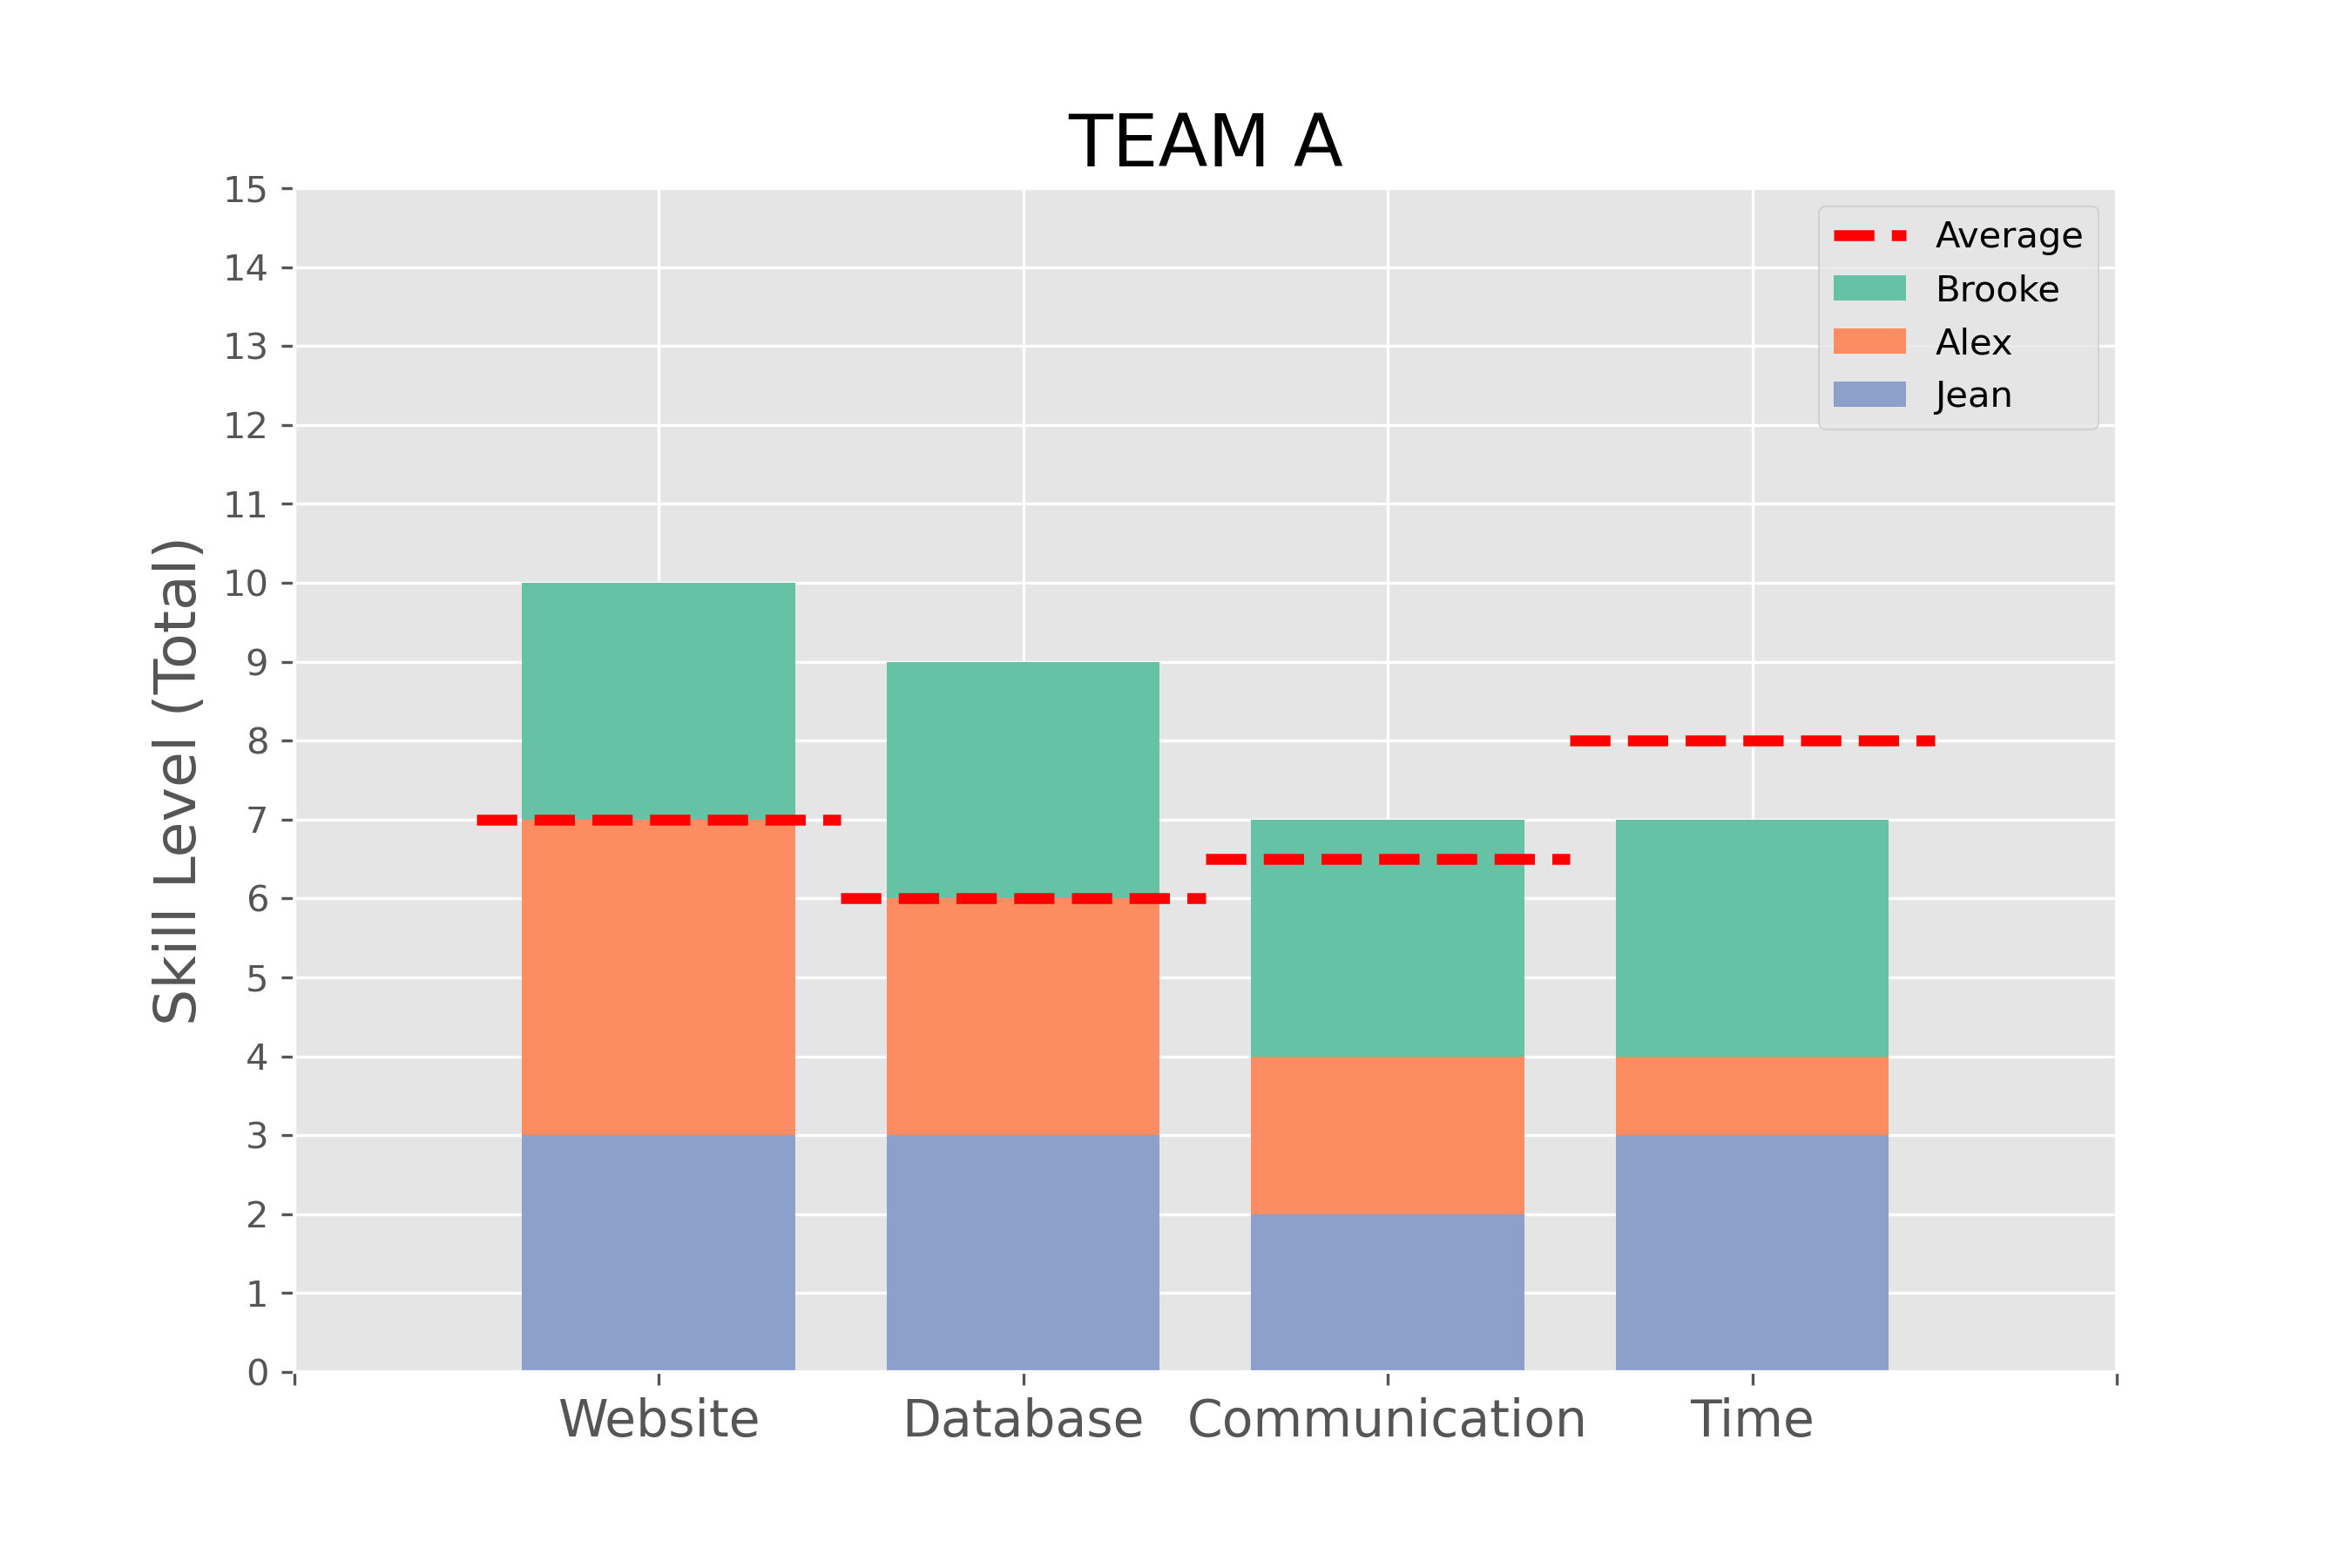 TEAM A
Skill Level (Total)
15
14
13
12
11
10
9
8
7
6
5
4
3
2
1
0
Average
Brooke
Alex
Jean
Website
Database
Communication
Time